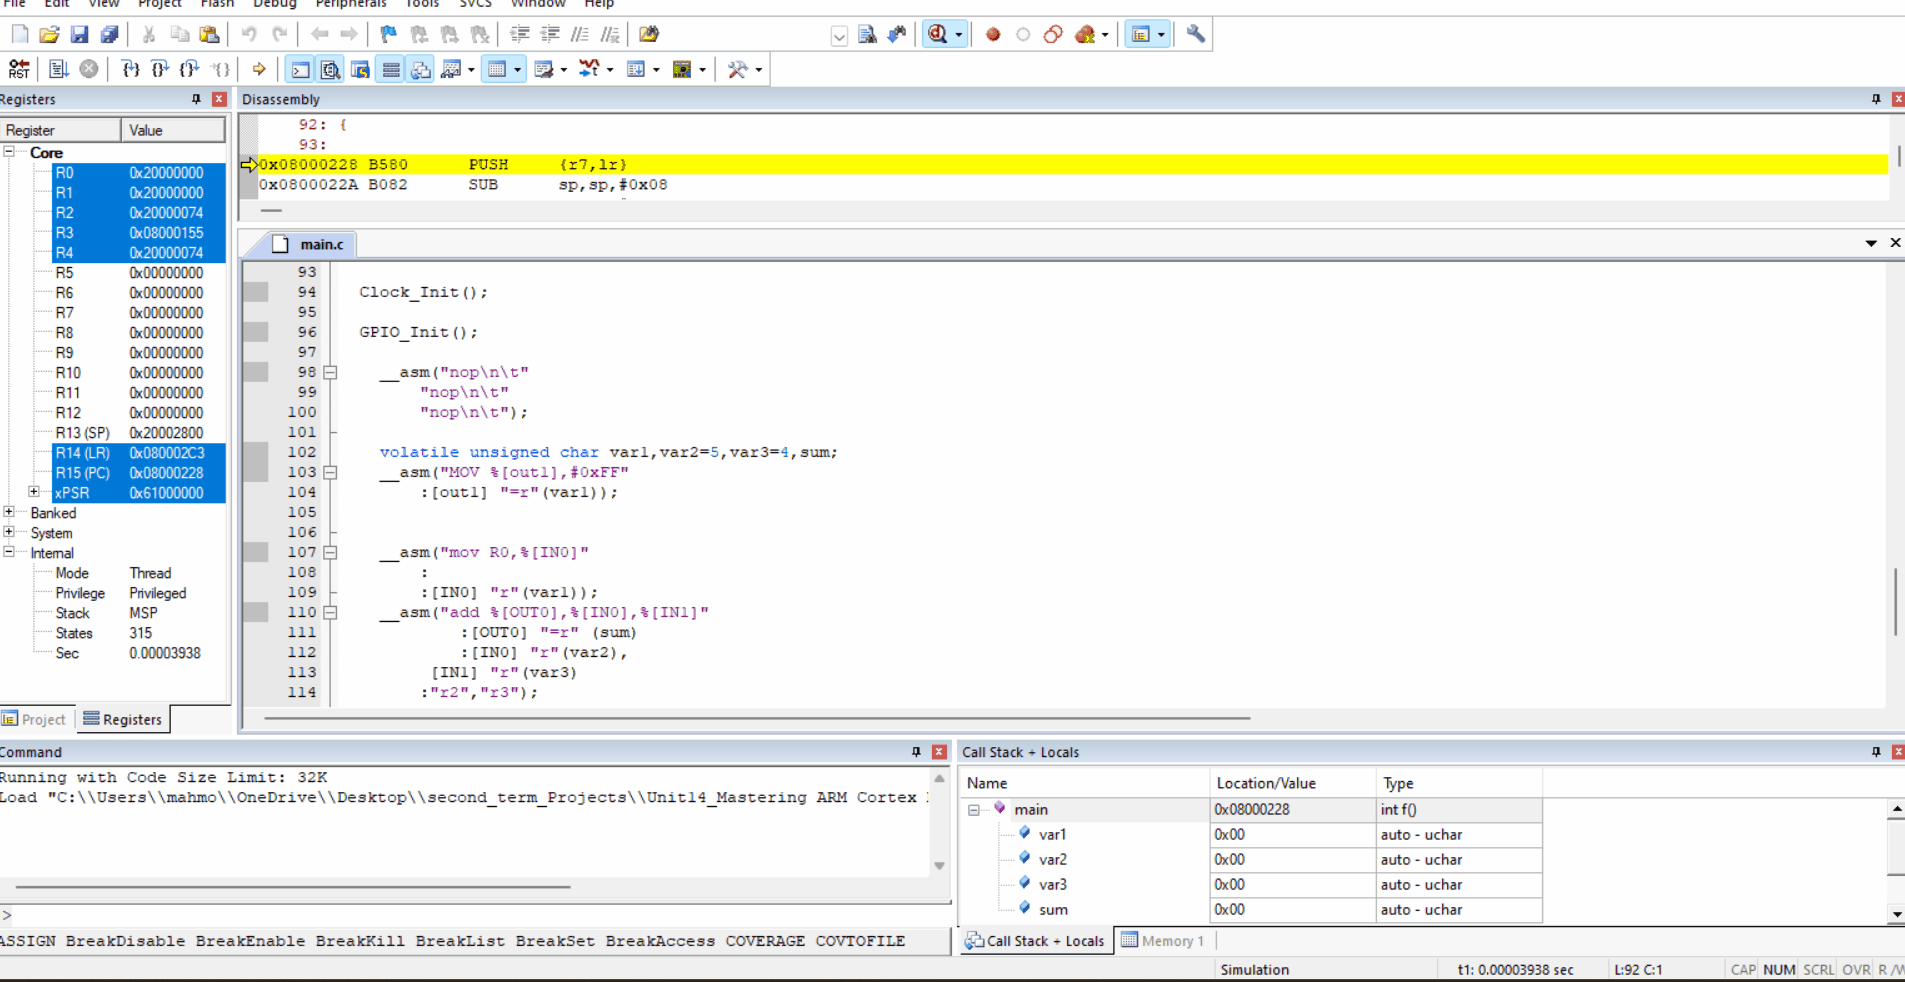 File Edit View Project Flash Debug Peripherals Tools SVCS Window Help
RST
Registers
Register Value
Core
R0 0x20000000
R1 0x20000000
R2 0x20000074
R3 0x08000155
R4 0x20000074
R5 0x00000000
R6 0x00000000
R7 0x00000000
R8 0x00000000
R9 0x00000000
R10 0x00000000
R11 0x00000000
R12 0x00000000
R13 (SP) 0x20002800
R14 (LR) 0x080002C3
R15 (PC) 0x08000228
xPSR 0x61000000
Banked
System
Internal
Mode Thread
Privilege Privileged
Stack MSP
States 315
Sec 0.00003938
Project Registers
Disassembly
92: {
93:
0x08000228 B580 PUSH {r7,lr}
0x0800022A B082 SUB sp,sp,#0x08
main.c
93
94 Clock_Init();
95
96 GPIO_Init();
97
98 __asm("nop\n\t"
99 "nop\n\t"
100 "nop\n\t");
101
102 volatile unsigned char var1,var2=5,var3=4,sum;
103 __asm("MOV %[out1],#0xFF"
104 :[out1] "=r"(var1));
105
106
107 __asm("mov R0,%[IN0]"
108 :
109 :[IN0] "r"(var1));
110 __asm("add %[OUT0],%[IN0],%[IN1]"
111 :[OUT0] "=r" (sum)
112 :[IN0] "r"(var2),
113 [IN1] "r"(var3)
114 :"r2","r3");
Command
Running with Code Size Limit: 32K
Load "C:\\Users\\mahmo\\OneDrive\\Desktop\\second_term_Projects\\Unit14_Mastering ARM Cortex
>
ASSIGN BreakDisable BreakEnable BreakKill BreakList BreakSet BreakAccess COVERAGE COVTOFILE
Call Stack + Locals
Name Location/Value Type
main 0x08000228 int f()
var1 0x00 auto - uchar
var2 0x00 auto - uchar
var3 0x00 auto - uchar
sum 0x00 auto - uchar
Call Stack + Locals Memory 1
Simulation t1: 0.00003938 sec L:92 C:1 CAP NUM SCRL OVR R /W